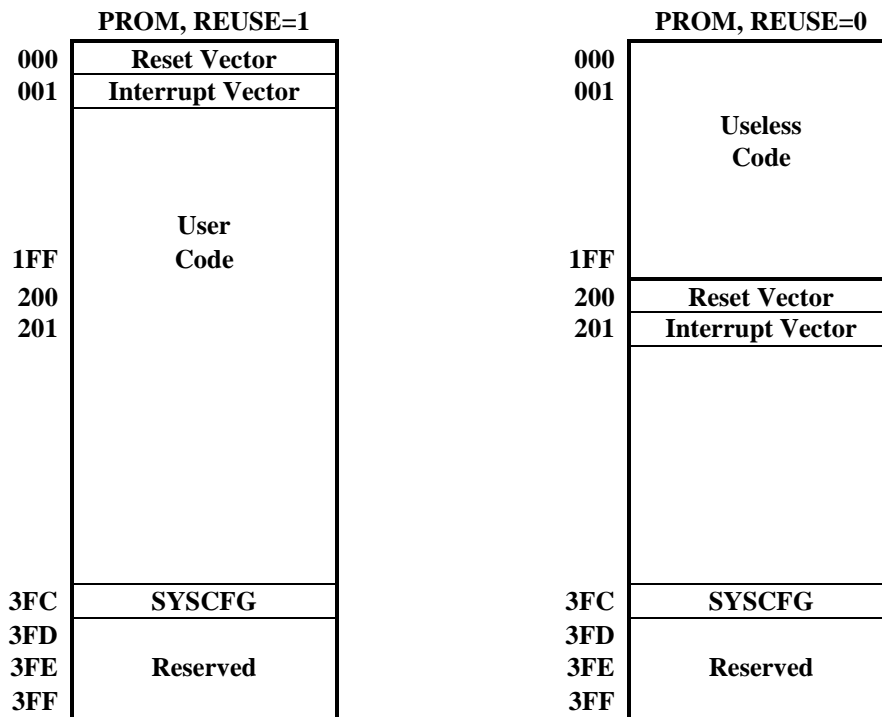 PROM, REUSE=1
000 Reset Vector
001 Interrupt Vector
User
1FF Code
200
201
3FC SYSCFG
3FD
3FE Reserved
3FF
PROM, REUSE=0
000
001
Useless
Code
1FF
200 Reset Vector
201 Interrupt Vector
3FC SYSCFG
3FD
3FE Reserved
3FF